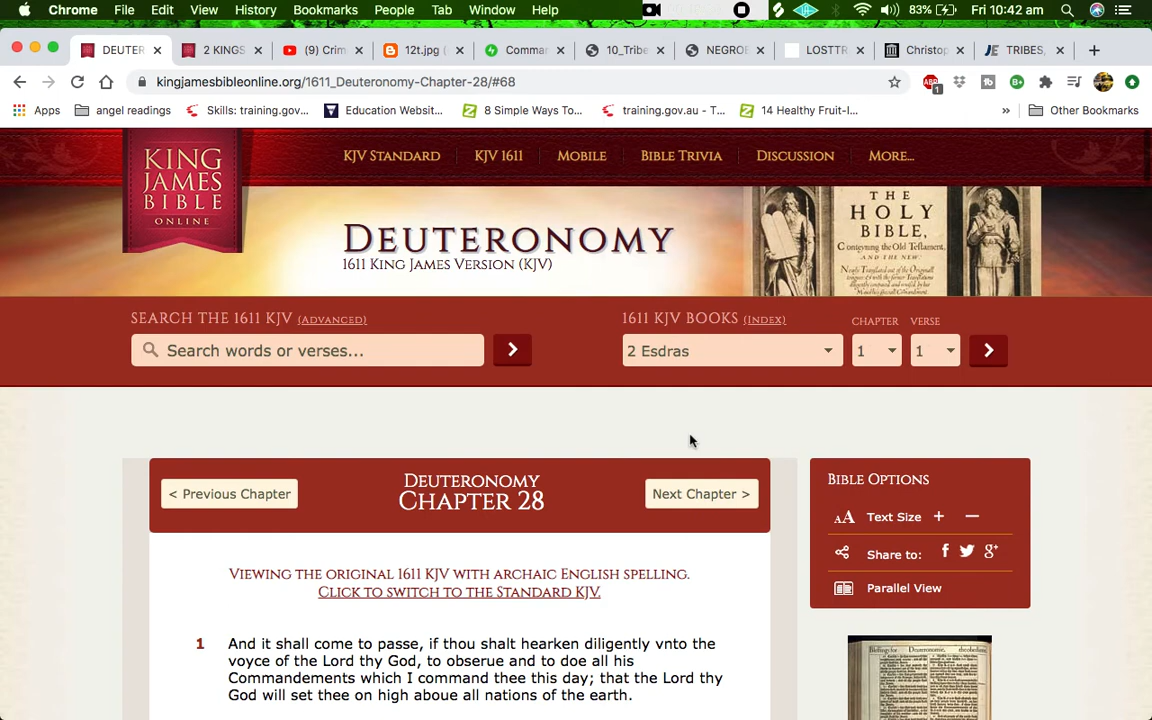 Chrome File Edit View History Bookmarks People Tab Window Help 83% Fri 10:42 am
DEUTER 2 KINGS (9) Crim 12t.jpg ( Comma 10_Tribe NEGROE LOSTTR Christop TRIBES,
kingjamesbibleonline.org/1611_Deuteronomy-Chapter-28/#68
Apps angel readings Skills: training.gov... Education Websit... 8 Simple Ways To... training.gov.au - T... 14 Healthy Fruit-I... » Other Bookmarks
KING JAMES BIBLE ONLINE
KJV STANDARD KJV 1611 MOBILE BIBLE TRIVIA DISCUSSION MORE...
DEUTERONOMY
1611 KING JAMES VERSION (KJV)
THE
HOLY
BIBLE,
Conteyning the Old Testament,
AND THE NEW:
SEARCH THE 1611 KJV (ADVANCED)
1611 KJV BOOKS (INDEX) CHAPTER VERSE
Search words or verses...
2 Esdras 1 1
DEUTERONOMY
CHAPTER 28
< Previous Chapter
Next Chapter >
VIEWING THE ORIGINAL 1611 KJV WITH ARCHAIC ENGLISH SPELLING.
CLICK TO SWITCH TO THE STANDARD KJV.
1 And it shall come to passe, if thou shalt hearken diligently vnto the
voyce of the Lord thy God, to obserue and to doe all his
Commandements which I command thee this day; that the Lord thy
God will set thee on high aboue all nations of the earth.
BIBLE OPTIONS
AA Text Size + —
Share to: f g+
Parallel View